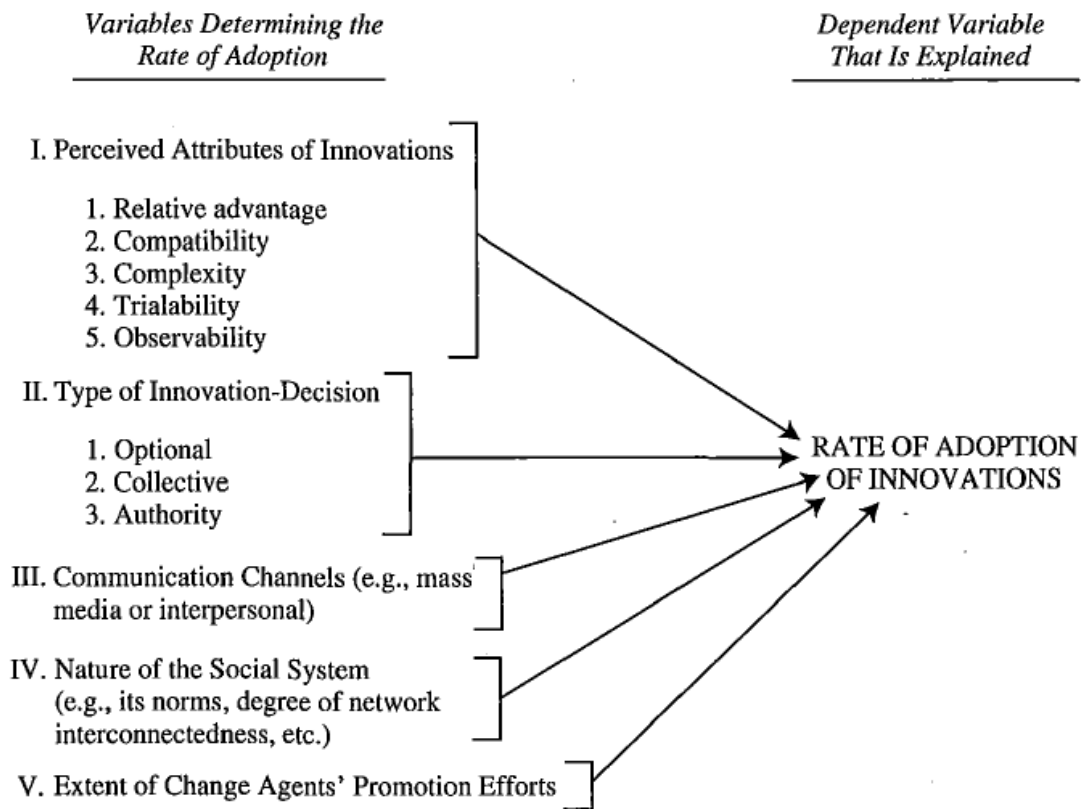 Variables Determining the
Rate of Adoption
Dependent Variable
That Is Explained
I. Perceived Attributes of Innovations
1. Relative advantage
2. Compatibility
3. Complexity
4. Trialability
5. Observability
II. Type of Innovation-Decision
1. Optional
2. Collective
3. Authority
RATE OF ADOPTION
OF INNOVATIONS
III. Communication Channels (e.g., mass
media or interpersonal)
IV. Nature of the Social System
(e.g., its norms, degree of network
interconnectedness, etc.)
V. Extent of Change Agents' Promotion Efforts